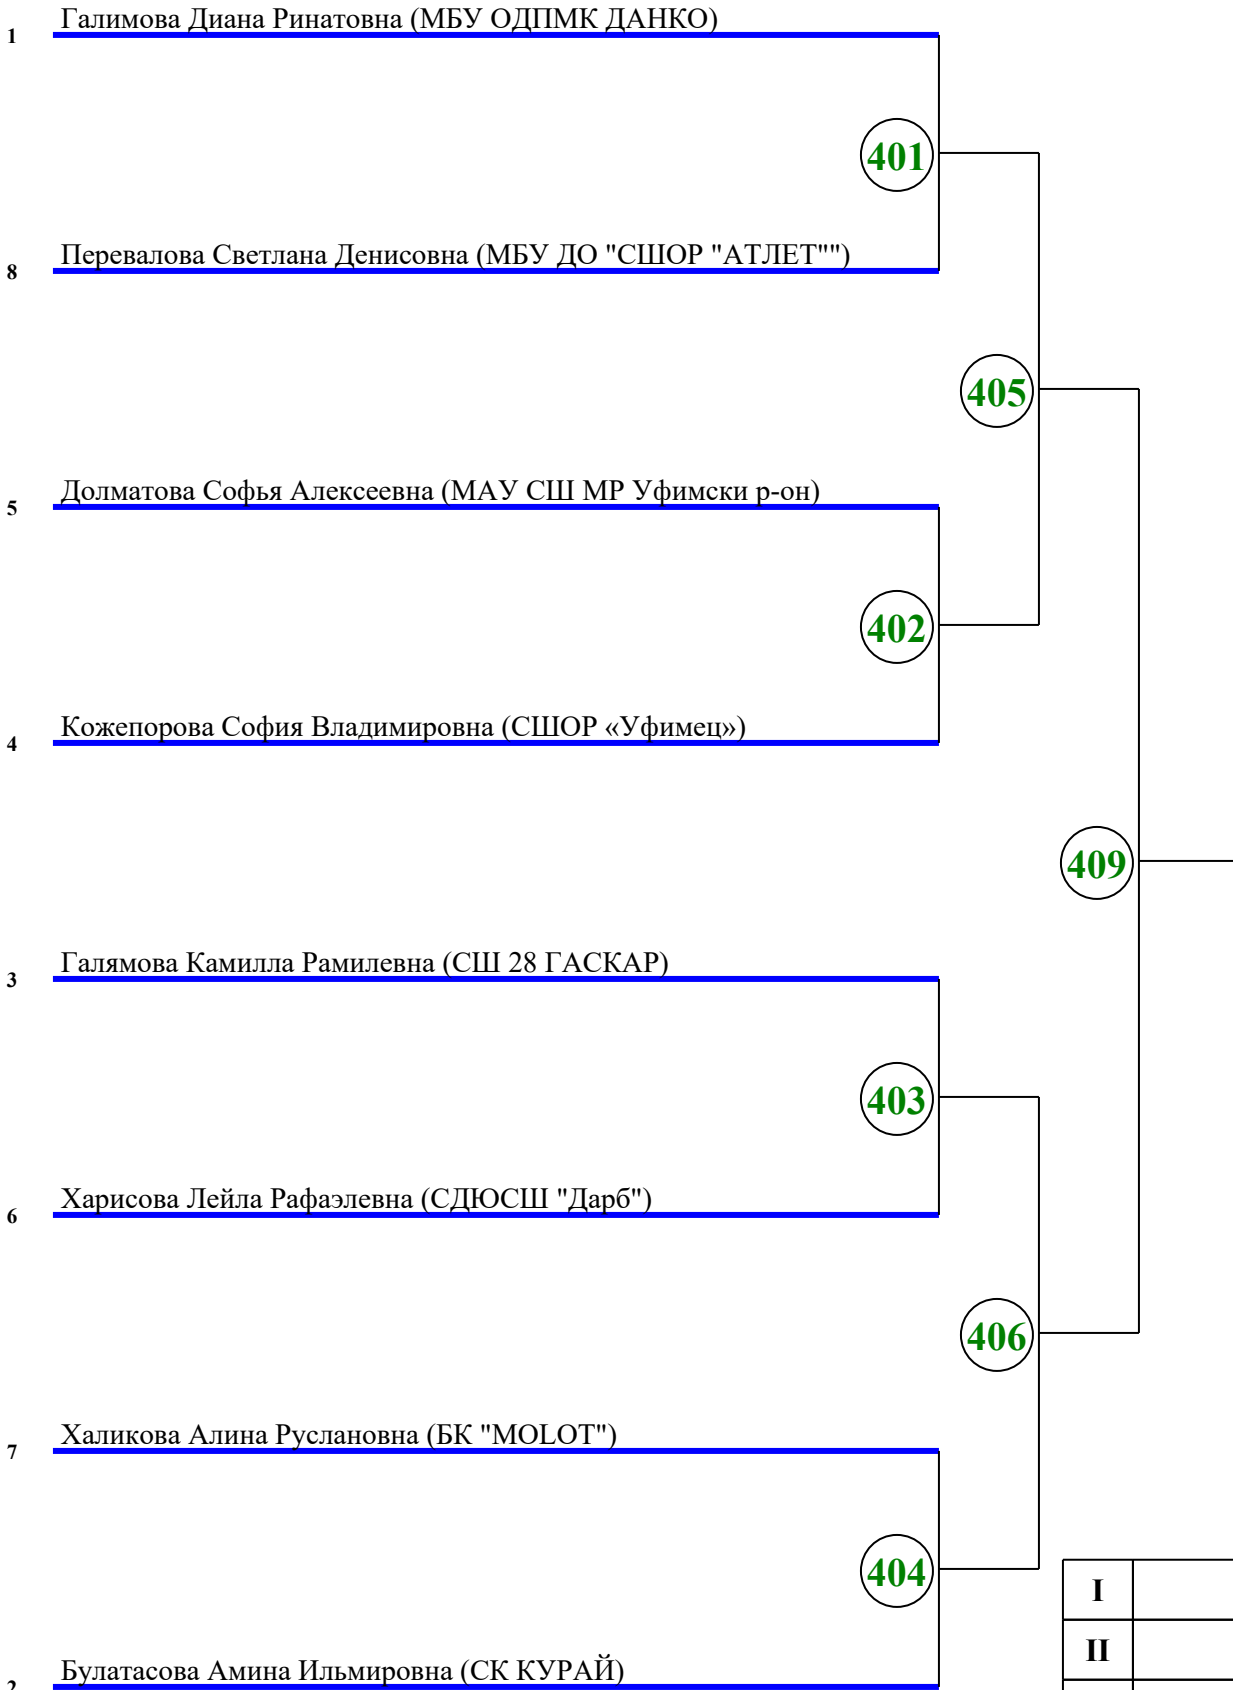 Галимова Диана Ринатовна (МБУ ОДПМК ДАНКО)
1
401
Перевалова Светлана Денисовна (МБУ ДО "СШОР "АТЛЕТ"")
8
405
Долматова Софья Алексеевна (МАУ СШ МР Уфимски р-он)
5
402
Кожепорова София Владимировна (СШОР «Уфимец»)
4
409
Галямова Камилла Рамилевна (СШ 28 ГАСКАР)
3
403
Харисова Лейла Рафаэлевна (СДЮСШ "Дарб")
6
406
Халикова Алина Руслановна (БК "MOLOT")
7
404
I
II
Булатасова Амина Ильмировна (СК КУРАЙ)
2